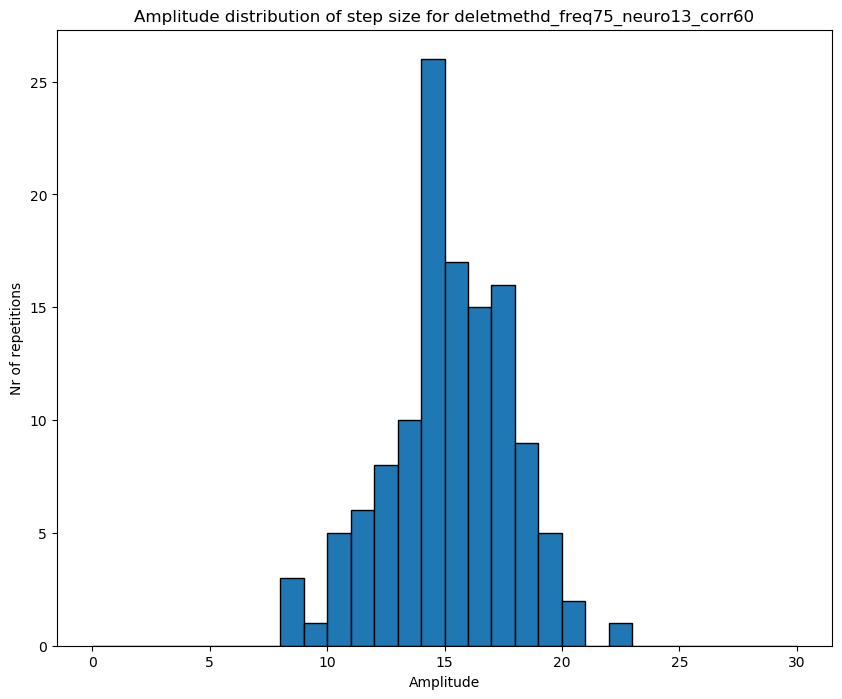 Amplitude distribution of step size for deletmethd_freq75_neuro13_corr60
25
20
15
10
5
0
Nr of repetitions
0 5 10 15 20 25 30
Amplitude